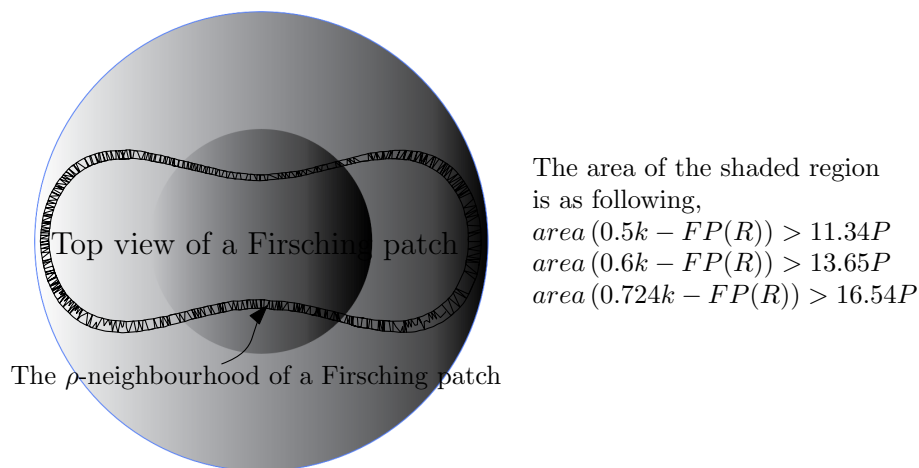 Top view of a Firsching patch
The ρ-neighbourhood of a Firsching patch
The area of the shaded region
is as following,
area (0.5k − FP(R)) > 11.34P
area (0.6k − FP(R)) > 13.65P
area (0.724k − FP(R)) > 16.54P